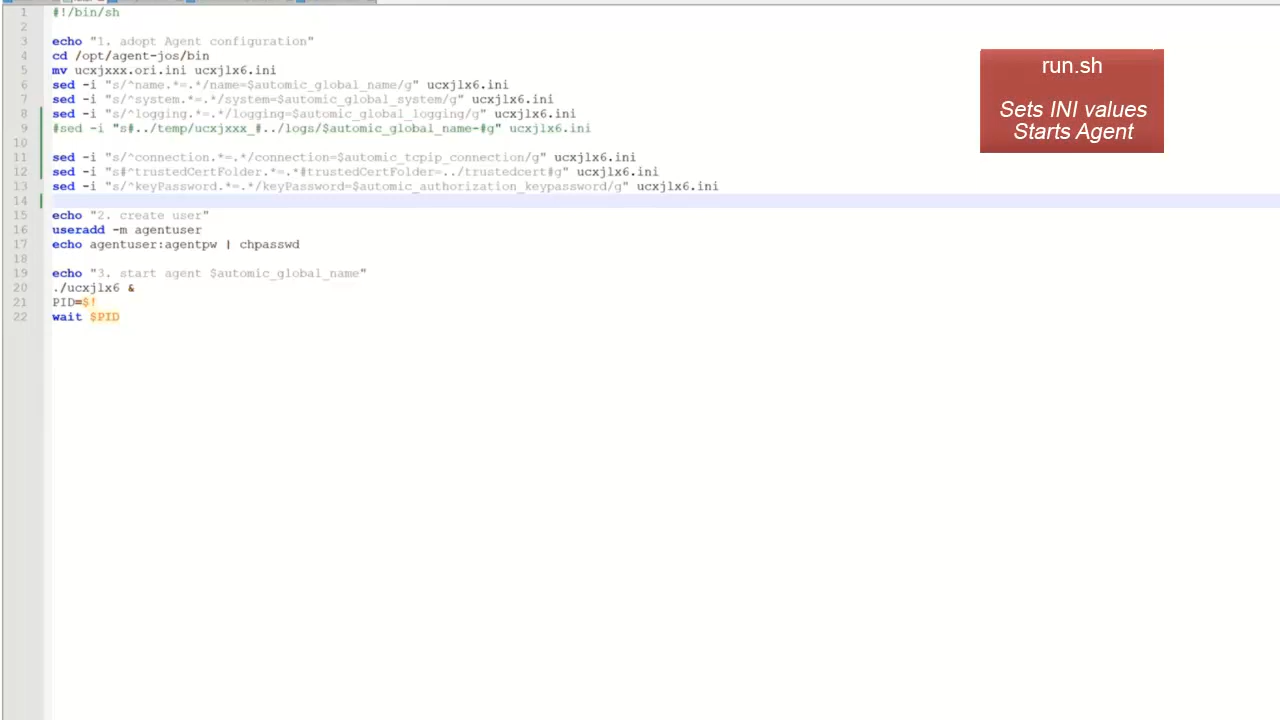 1 #!/bin/sh
2
3 echo "1. adopt Agent configuration"
4 cd /opt/agent-jos/bin
5 mv ucxjxxx.ori.ini ucxjlx6.ini
6 sed -i "s/^name.*=.*/name=$automic_global_name/g" ucxjlx6.ini
7 sed -i "s/^system.*=.*/system=$automic_global_system/g" ucxjlx6.ini
8 sed -i "s/^logging.*=.*/logging=$automic_global_logging/g" ucxjlx6.ini
9 #sed -i "s#../temp/ucxjxxx_#../logs/$automic_global_name-#g" ucxjlx6.ini
10
11 sed -i "s/^connection.*=.*/connection=$automic_tcpip_connection/g" ucxjlx6.ini
12 sed -i "s#^trustedCertFolder.*=.*#trustedCertFolder=../trustedcert#g" ucxjlx6.ini
13 sed -i "s/^keyPassword.*=.*/keyPassword=$automic_authorization_keypassword/g" ucxjlx6.ini
14
15 echo "2. create user"
16 useradd -m agentuser
17 echo agentuser:agentpw | chpasswd
18
19 echo "3. start agent $automic_global_name"
20 ./ucxjlx6 &
21 PID=$!
22 wait $PID
run.sh
Sets INI values
Starts Agent